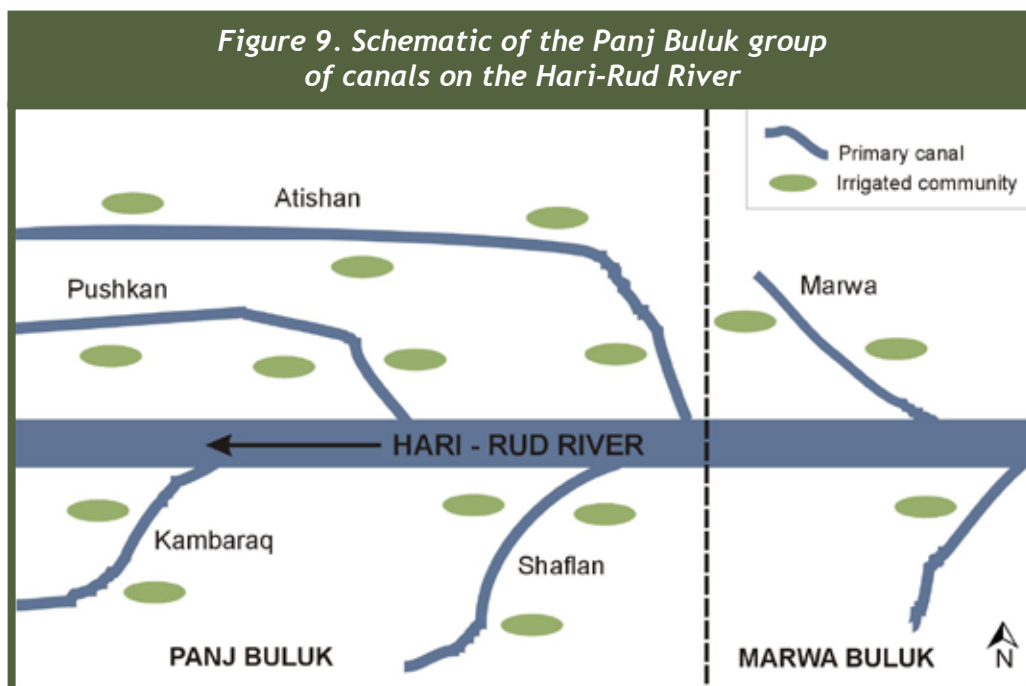 Figure 9. Schematic of the Panj Buluk group
of canals on the Hari-Rud River
Primary canal
Irrigated community
Atishan
Pushkan
Marwa
HARI - RUD RIVER
Kambaraq
Shaflan
PANJ BULUK
MARWA BULUK
N